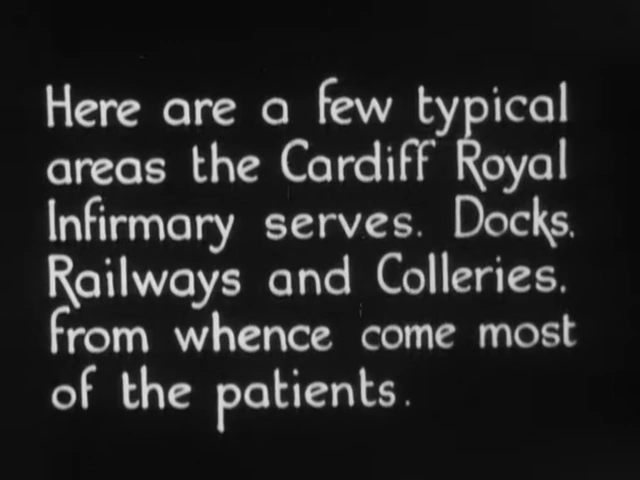 Here are a few typical
areas the Cardiff Royal
Infirmary serves. Docks,
Railways and Colleries,
from whence come most
of the patients.